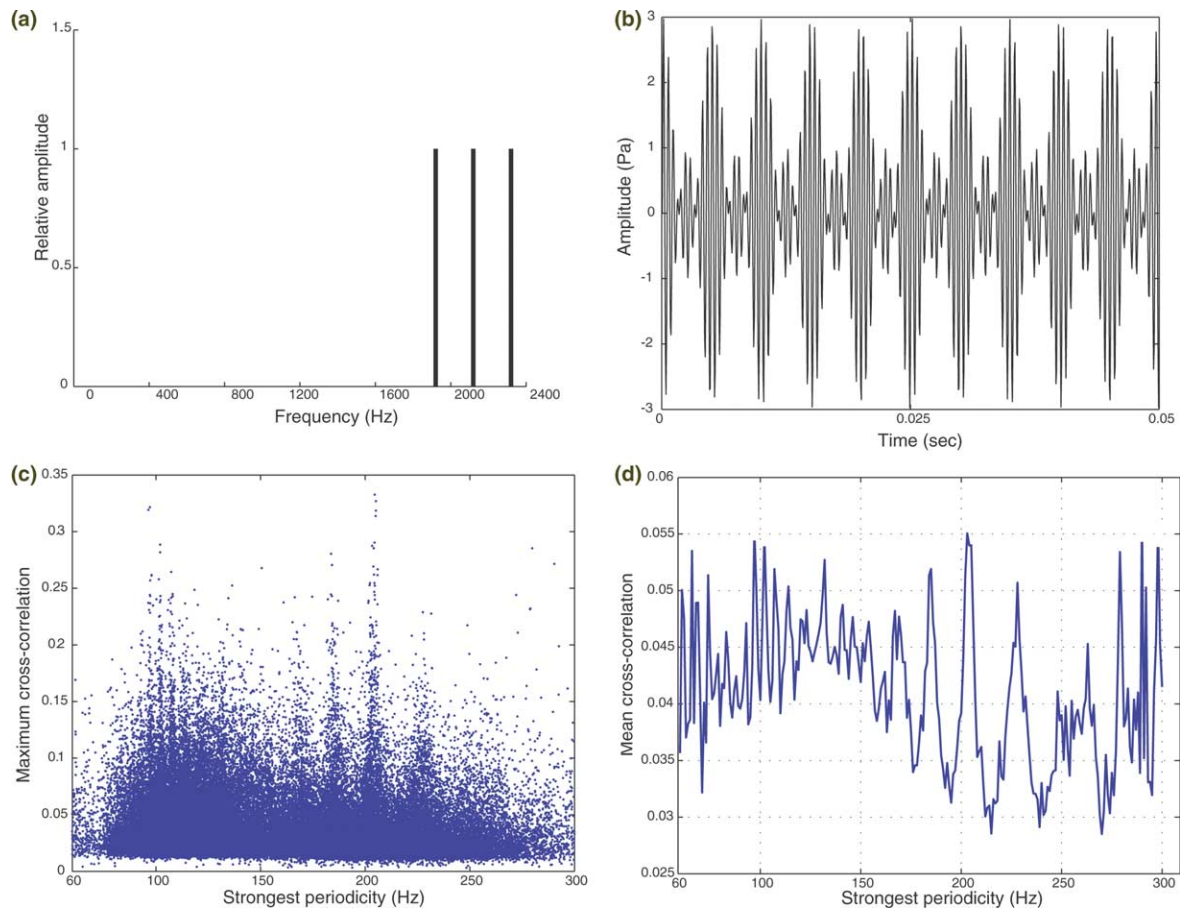 (a)
1.5
1
0.5
0
Relative amplitude
0 400 800 1200 1600 2000 2400
Frequency (Hz)
(b)
3
2
1
0
-1
-2
-3
Amplitude (Pa)
0 0.025 0.05
Time (sec)
(c)
0.35
0.3
0.25
0.2
0.15
0.1
0.05
0
Maximum cross-correlation
60 100 150 200 250 300
Strongest periodicity (Hz)
(d)
0.06
0.055
0.05
0.045
0.04
0.035
0.03
0.025
Mean cross-correlation
60 100 150 200 250 300
Strongest periodicity (Hz)